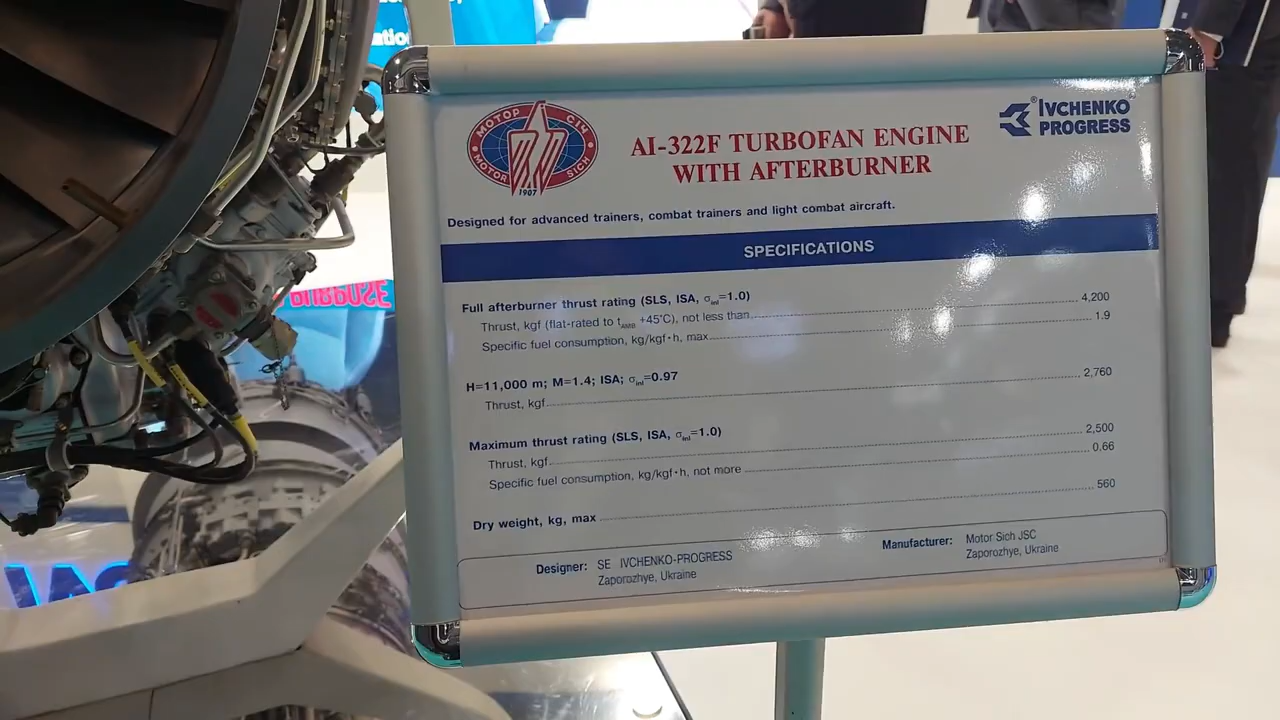 МОТОР СІЧ
MOTOR SICH
1907
AI-322F TURBOFAN ENGINE
WITH AFTERBURNER
IVCHENKO
PROGRESS
Designed for advanced trainers, combat trainers and light combat aircraft.
SPECIFICATIONS
Full afterburner thrust rating (SLS, ISA, σinl=1.0)
Thrust, kgf (flat-rated to tAMB +45°C), not less than 4,200
Specific fuel consumption, kg/kgf·h, max 1.9
H=11,000 m; M=1.4; ISA; σinl=0.97
Thrust, kgf 2,760
Maximum thrust rating (SLS, ISA, σinl=1.0)
Thrust, kgf 2,500
Specific fuel consumption, kg/kgf·h, not more 0.66
Dry weight, kg, max 560
Designer: SE IVCHENKO-PROGRESS
Zaporozhye, Ukraine
Manufacturer: Motor Sich JSC
Zaporozhye, Ukraine